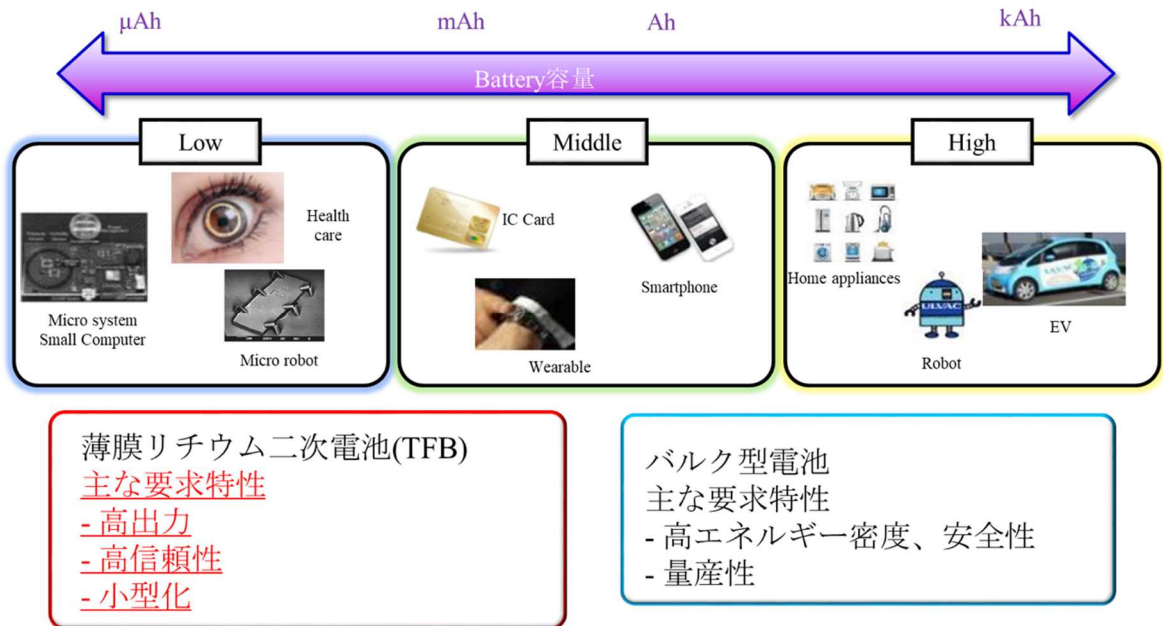 μAh
mAh
Ah
kAh
Battery容量
Low
Middle
High
Health
care
Micro system
Small Computer
Micro robot
IC Card
Smartphone
Wearable
Home appliances
ULVAC
Robot
ULVAC
EV
薄膜リチウム二次電池(TFB)
主な要求特性
- 高出力
- 高信頼性
- 小型化
バルク型電池
主な要求特性
- 高エネルギー密度、安全性
- 量産性